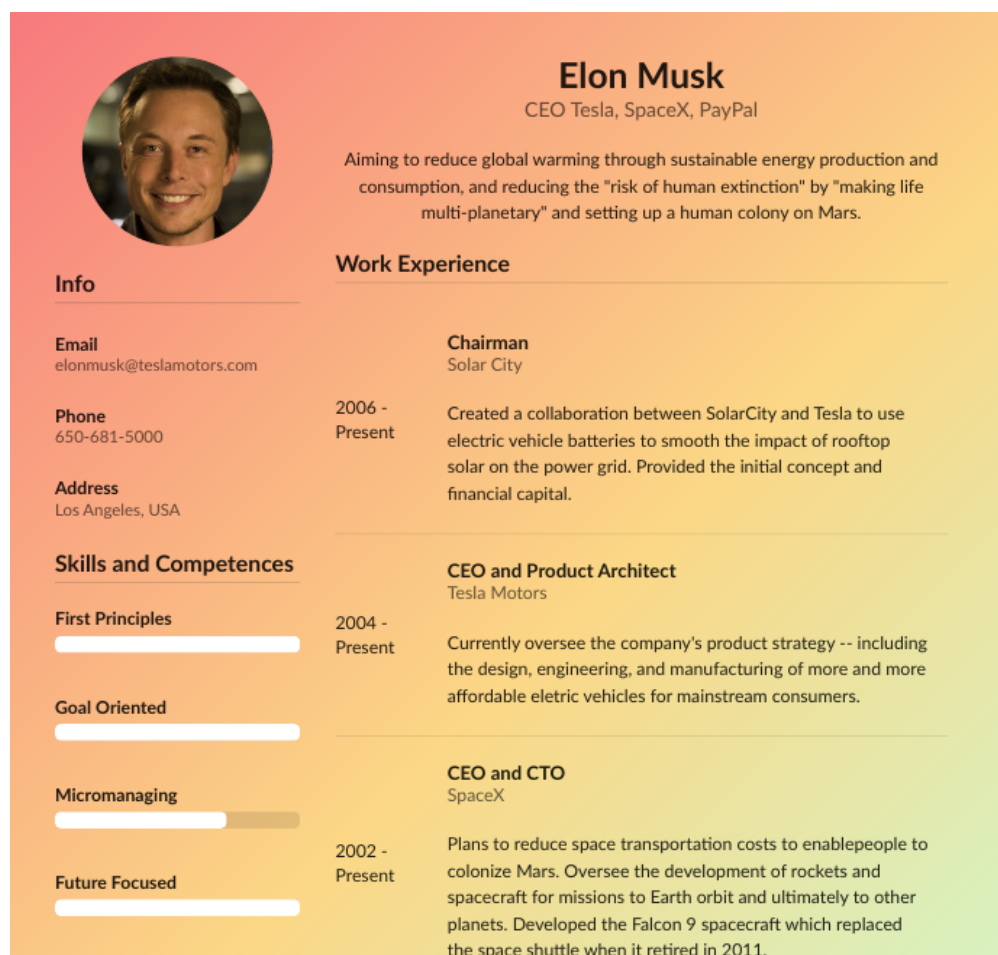 Elon Musk
CEO Tesla, SpaceX, PayPal
Aiming to reduce global warming through sustainable energy production and
consumption, and reducing the "risk of human extinction" by "making life
multi-planetary" and setting up a human colony on Mars.
Info
Email
elonmusk@teslamotors.com
Phone
650-681-5000
Address
Los Angeles, USA
Skills and Competences
First Principles
Goal Oriented
Micromanaging
Future Focused
Work Experience
2006 -
Present
Chairman
Solar City
Created a collaboration between SolarCity and Tesla to use
electric vehicle batteries to smooth the impact of rooftop
solar on the power grid. Provided the initial concept and
financial capital.
2004 -
Present
CEO and Product Architect
Tesla Motors
Currently oversee the company's product strategy -- including
the design, engineering, and manufacturing of more and more
affordable eletric vehicles for mainstream consumers.
2002 -
Present
CEO and CTO
SpaceX
Plans to reduce space transportation costs to enablepeople to
colonize Mars. Oversee the development of rockets and
spacecraft for missions to Earth orbit and ultimately to other
planets. Developed the Falcon 9 spacecraft which replaced
the space shuttle when it retired in 2011.